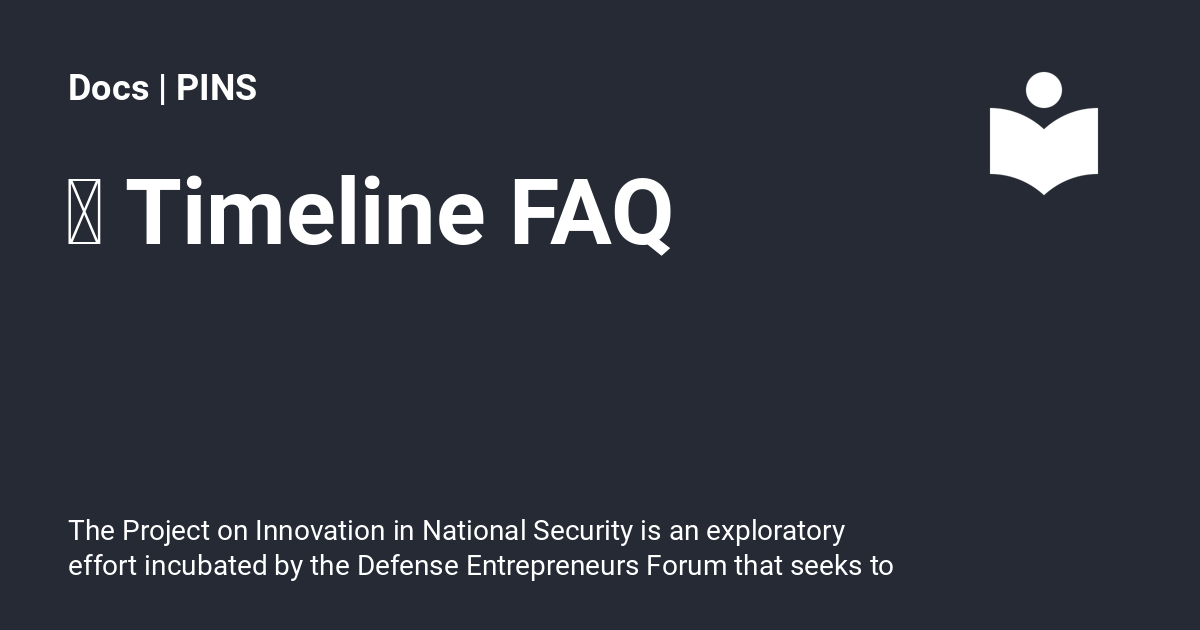 Docs | PINS
Timeline FAQ
The Project on Innovation in National Security is an exploratory
effort incubated by the Defense Entrepreneurs Forum that seeks to